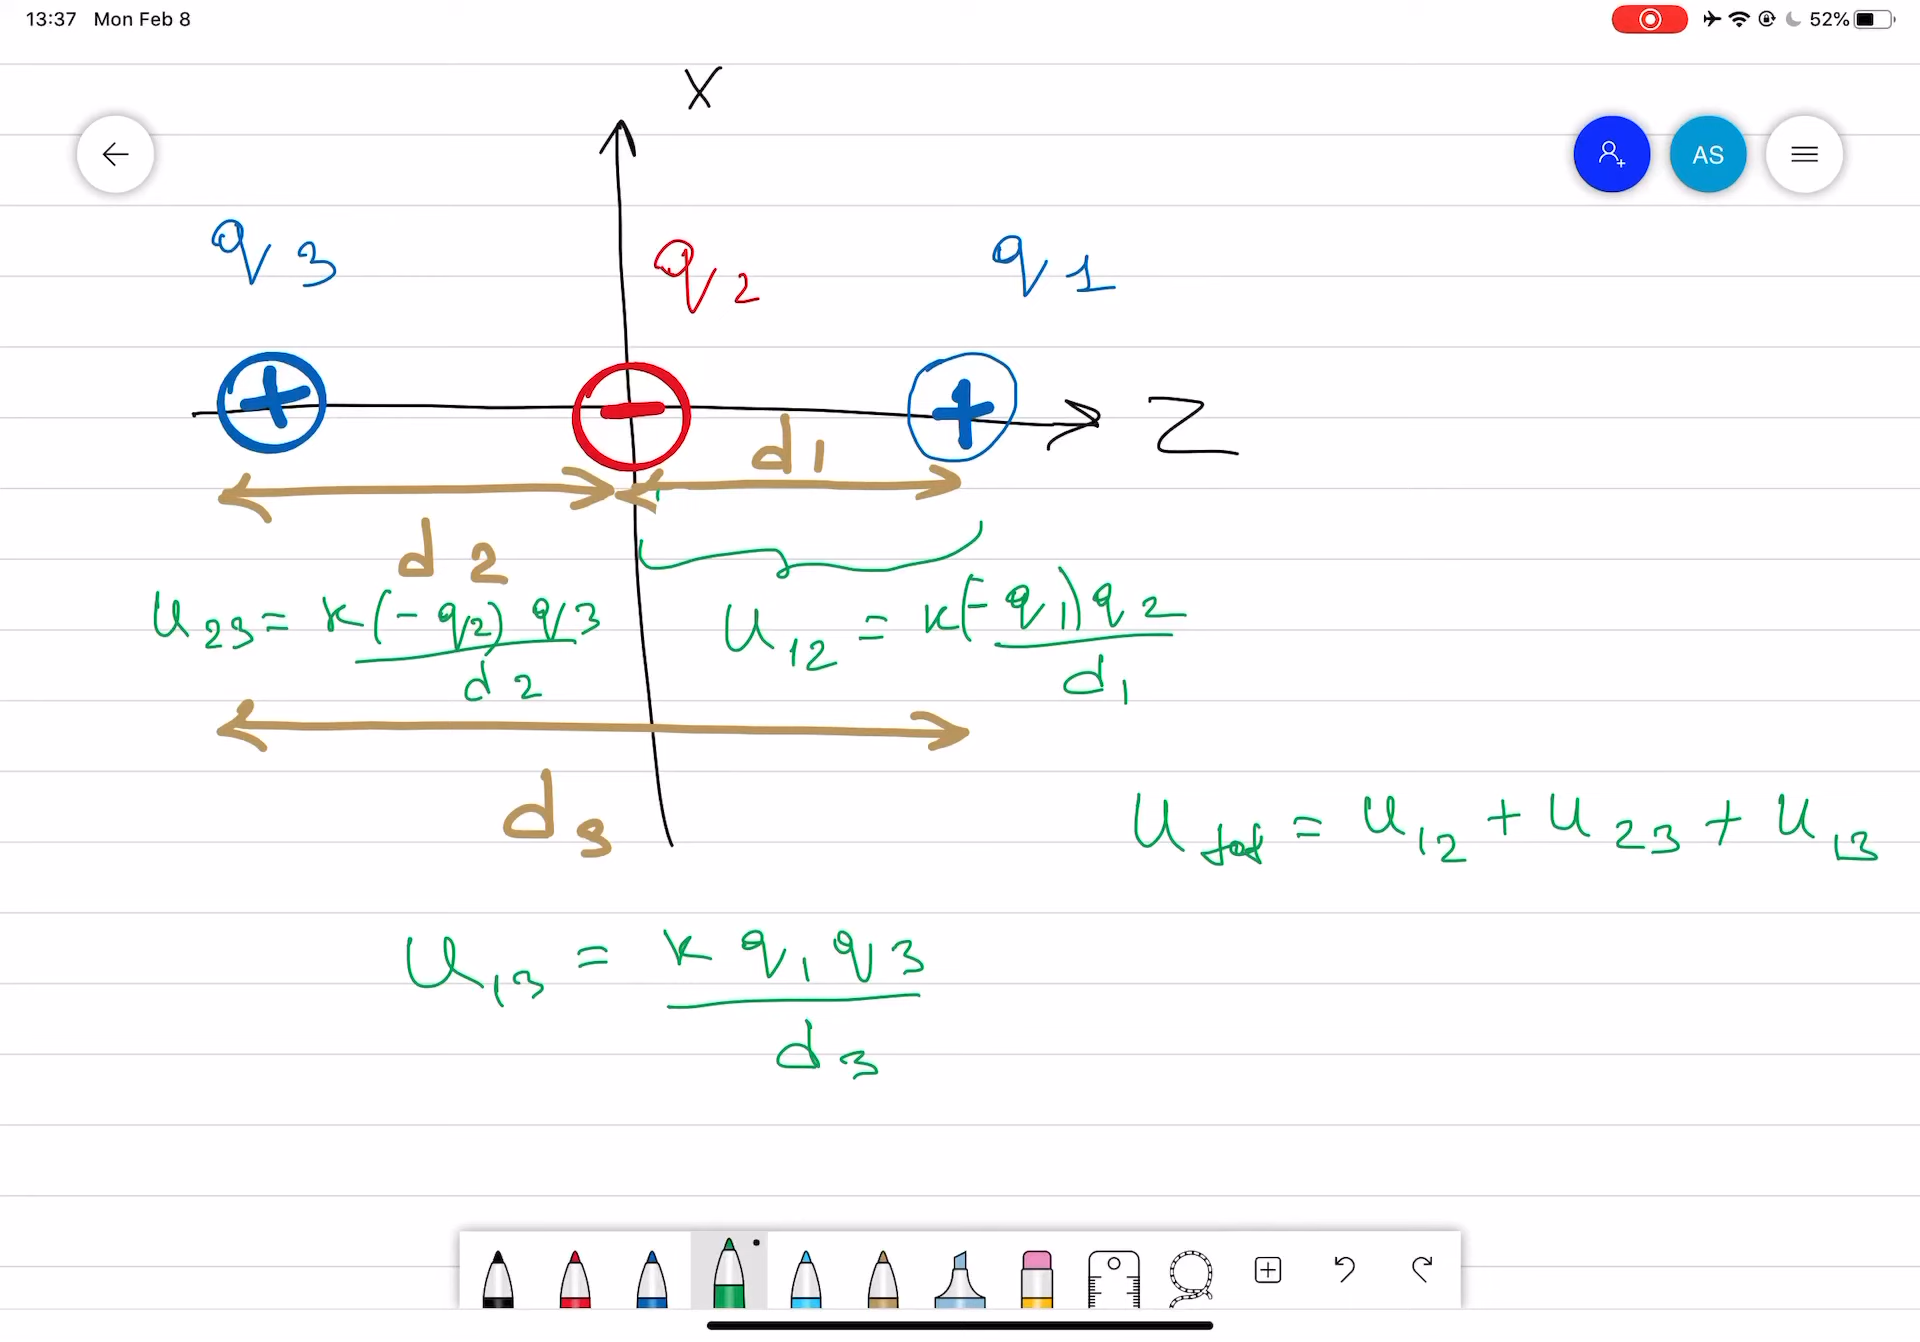 13:37 Mon Feb 8 52%
X
AS
q3 q2 q1
Z
d1
d2
U23 = k(-q2) q3 / d2
U12 = k(-q1) q2 / d1
d3
Utot = U12 + U23 + U13
U13 = k q1 q3 / d3